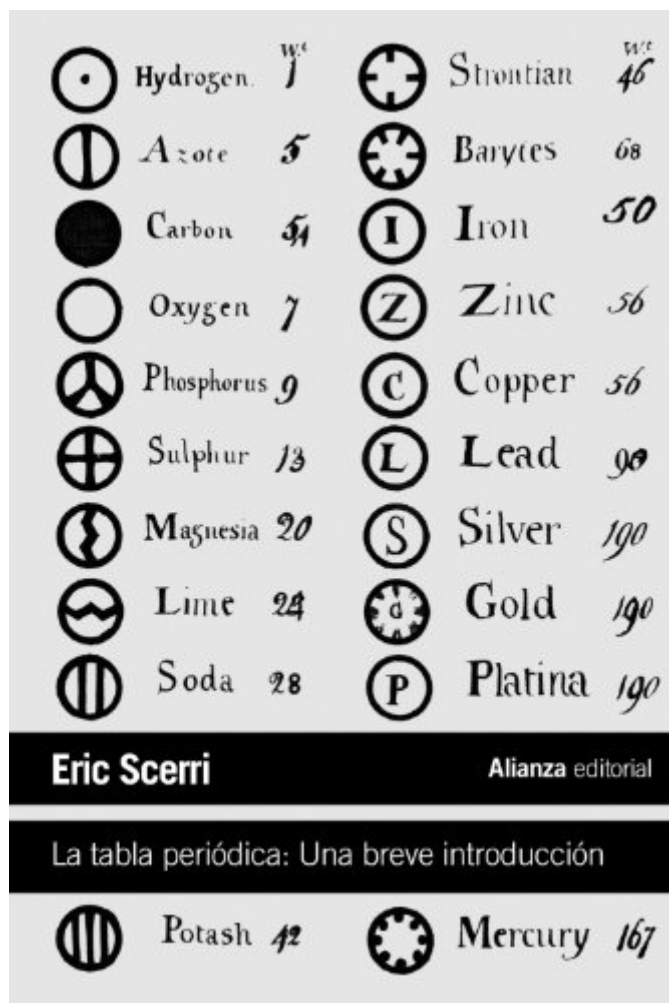 Wt
Hydrogen. 1
Azote 5
Carbon 54
Oxygen 7
Phosphorus 9
Sulphur 13
Magnesia 20
Lime 24
Soda 28
Wt
Strontian 46
Barytes 68
I Iron 50
Z Zinc 56
C Copper 56
L Lead 90
S Silver 190
Gold 190
P Platina 190
Eric Scerri
Alianza editorial
La tabla periódica: Una breve introducción
Potash 42
Mercury 167